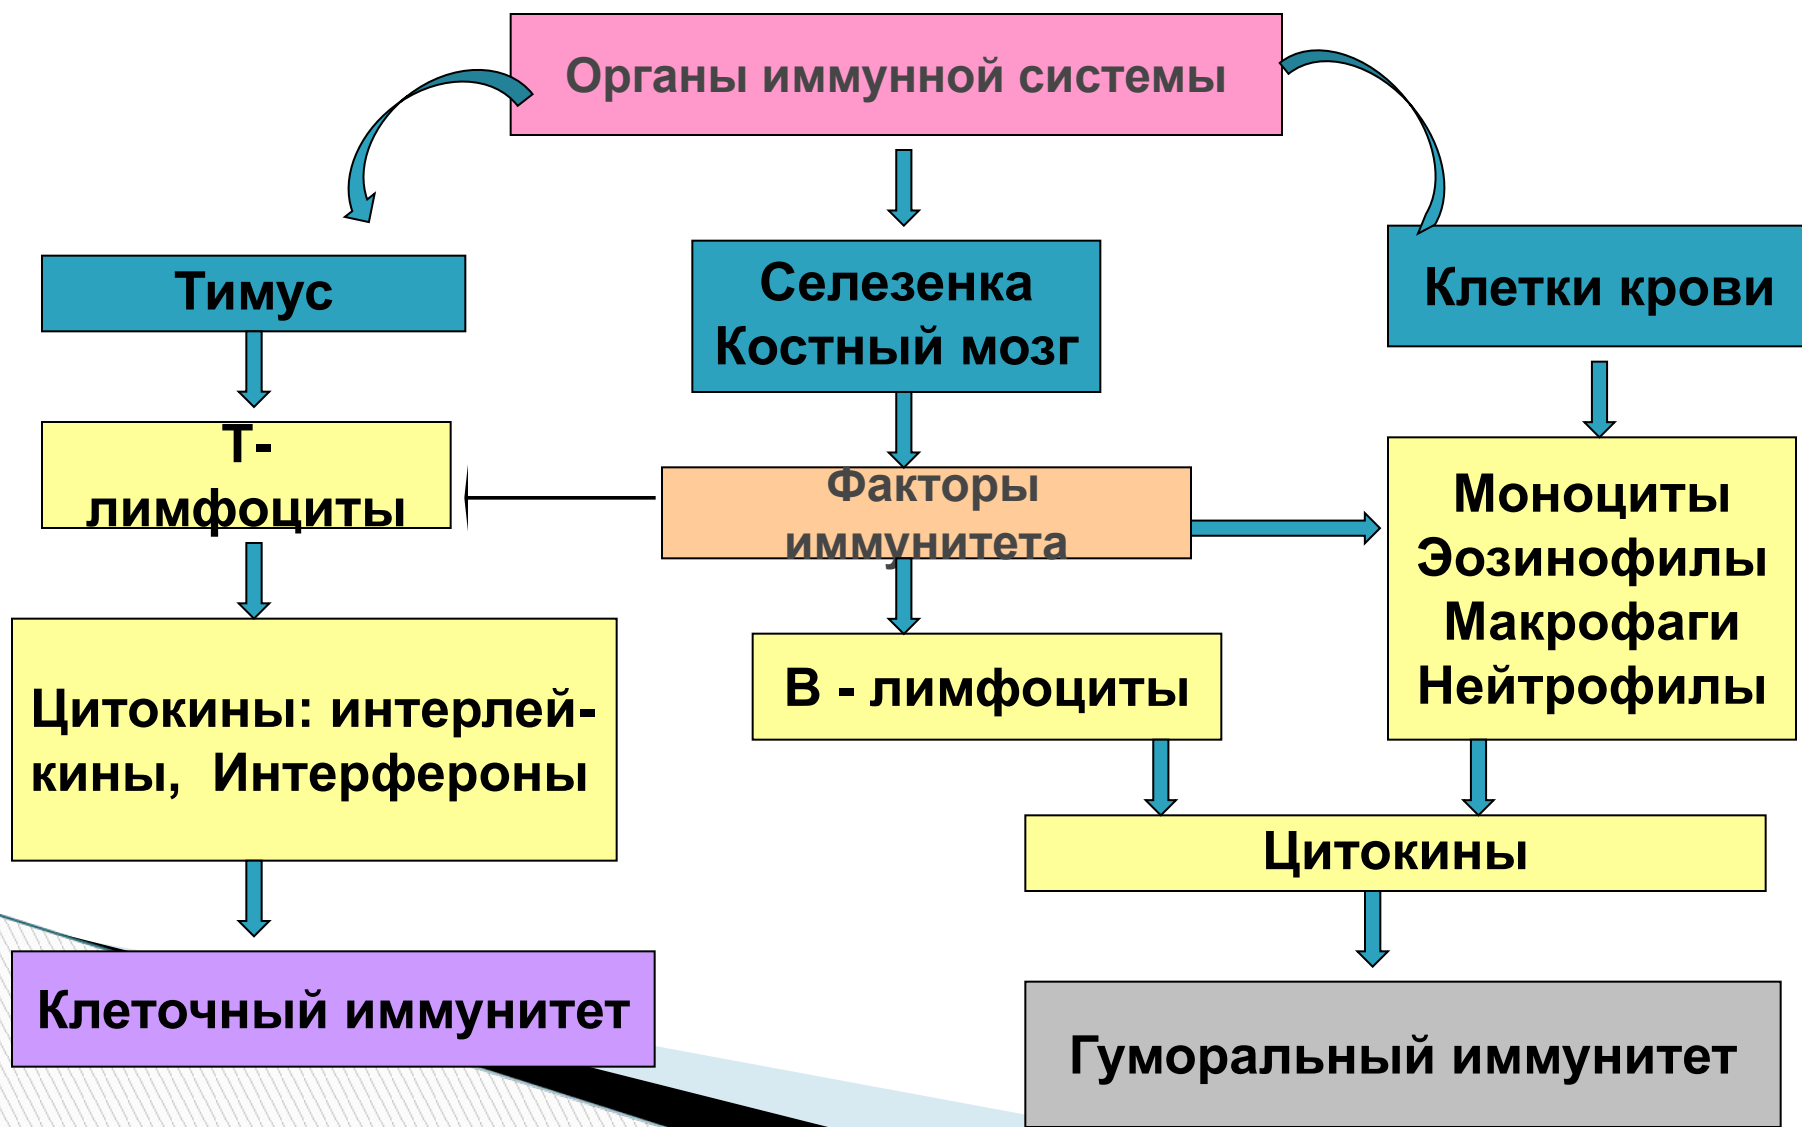 Органы иммунной системы
Тимус
Селезенка
Костный мозг
Клетки крови
Т-
лимфоциты
Факторы
иммунитета
Моноциты
Эозинофилы
Макрофаги
Нейтрофилы
Цитокины: интерлей-
кины, Интерфероны
В - лимфоциты
Цитокины
Клеточный иммунитет
Гуморальный иммунитет